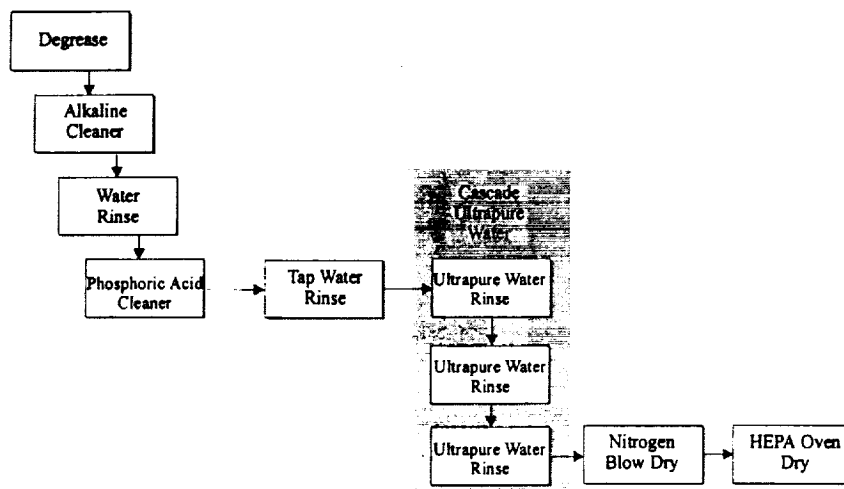 Degrease
Alkaline
Cleaner
Water
Rinse
Phosphoric Acid
Cleaner
Tap Water
Rinse
Cascade
Ultrapure
Water
Ultrapure Water
Rinse
Ultrapure Water
Rinse
Ultrapure Water
Rinse
Nitrogen
Blow Dry
HEPA Oven
Dry